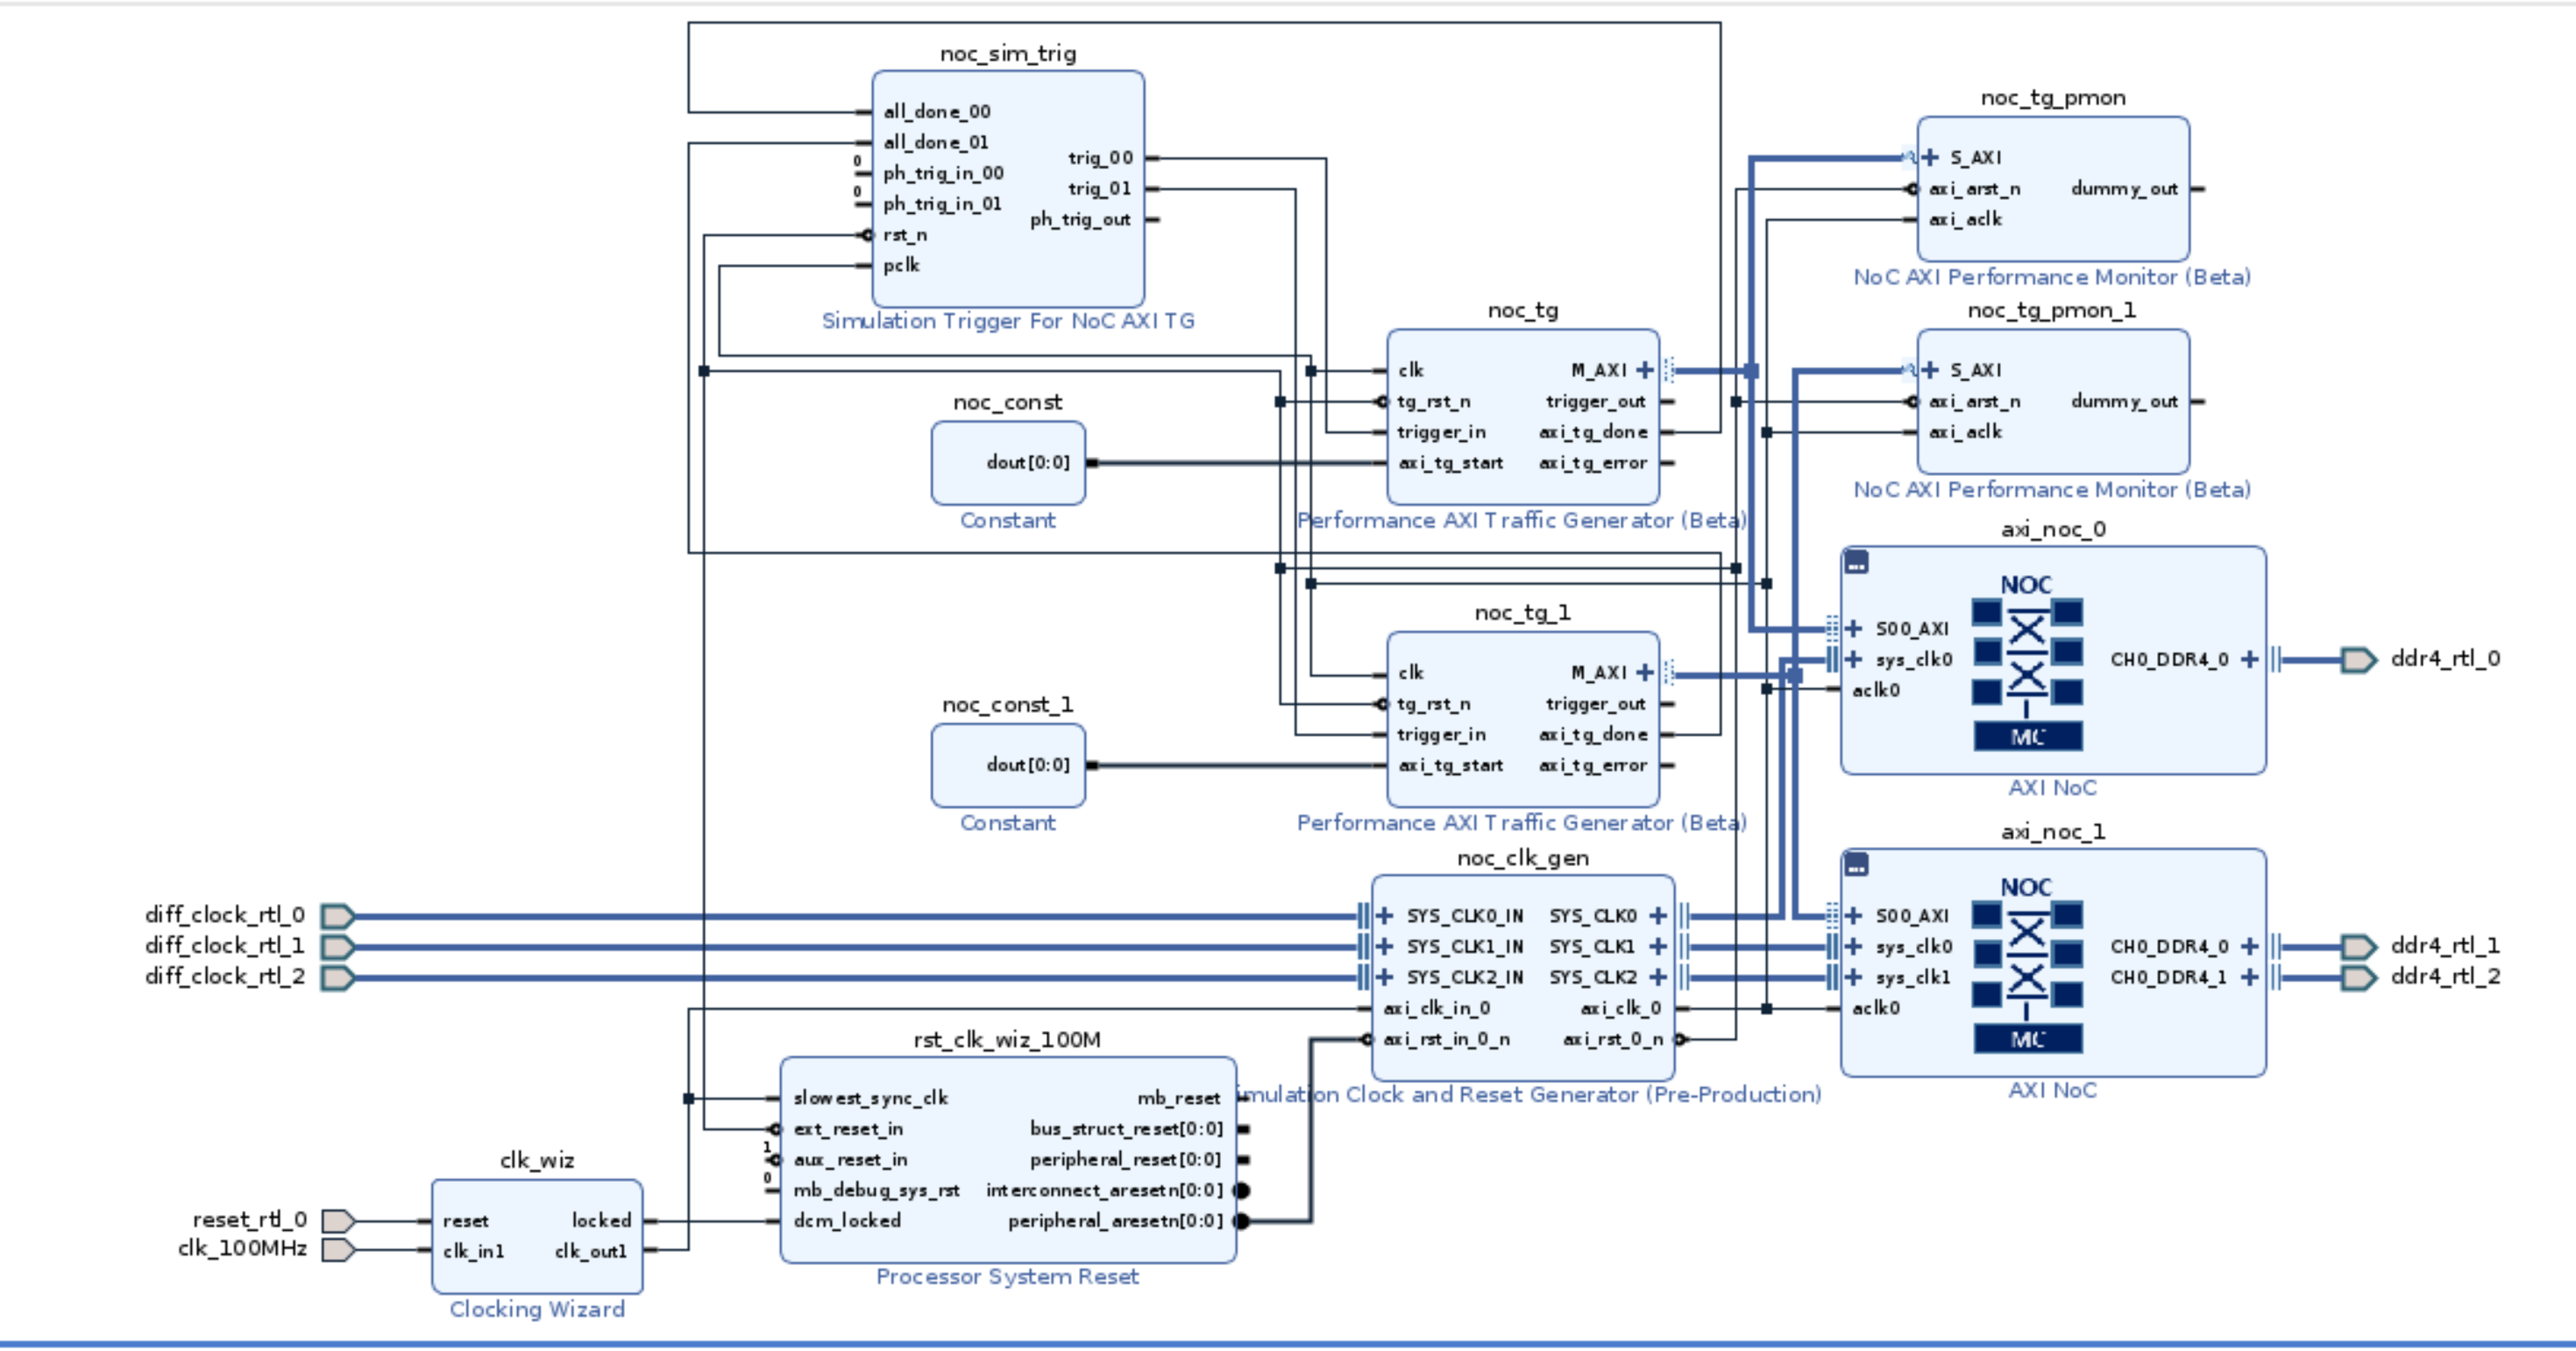 noc_sim_trig
all_done_00
all_done_01
0
ph_trig_in_00
0
ph_trig_in_01
rst_n
pclk
trig_00
trig_01
ph_trig_out
Simulation Trigger For NoC AXI TG
noc_tg_pmon
S_AXI
axi_arst_n
axi_aclk
dummy_out
NoC AXI Performance Monitor (Beta)
noc_tg
clk
tg_rst_n
trigger_in
axi_tg_start
M_AXI
trigger_out
axi_tg_done
axi_tg_error
Performance AXI Traffic Generator (Beta)
noc_tg_pmon_1
S_AXI
axi_arst_n
axi_aclk
dummy_out
NoC AXI Performance Monitor (Beta)
noc_const
dout[0:0]
Constant
axi_noc_0
NOC
S00_AXI
sys_clk0
aclk0
MC
CH0_DDR4_0
AXI NoC
ddr4_rtl_0
noc_tg_1
clk
tg_rst_n
trigger_in
axi_tg_start
M_AXI
trigger_out
axi_tg_done
axi_tg_error
Performance AXI Traffic Generator (Beta)
noc_const_1
dout[0:0]
Constant
axi_noc_1
NOC
S00_AXI
sys_clk0
sys_clk1
aclk0
MC
CH0_DDR4_0
CH0_DDR4_1
AXI NoC
ddr4_rtl_1
ddr4_rtl_2
diff_clock_rtl_0
diff_clock_rtl_1
diff_clock_rtl_2
noc_clk_gen
SYS_CLK0_IN
SYS_CLK1_IN
SYS_CLK2_IN
axi_clk_in_0
axi_rst_in_0_n
SYS_CLK0
SYS_CLK1
SYS_CLK2
axi_clk_0
axi_rst_0_n
imulation Clock and Reset Generator (Pre-Production)
rst_clk_wiz_100M
slowest_sync_clk
ext_reset_in
1
aux_reset_in
0
mb_debug_sys_rst
dcm_locked
mb_reset
bus_struct_reset[0:0]
peripheral_reset[0:0]
interconnect_aresetn[0:0]
peripheral_aresetn[0:0]
Processor System Reset
reset_rtl_0
clk_100MHz
clk_wiz
reset
clk_in1
locked
clk_out1
Clocking Wizard